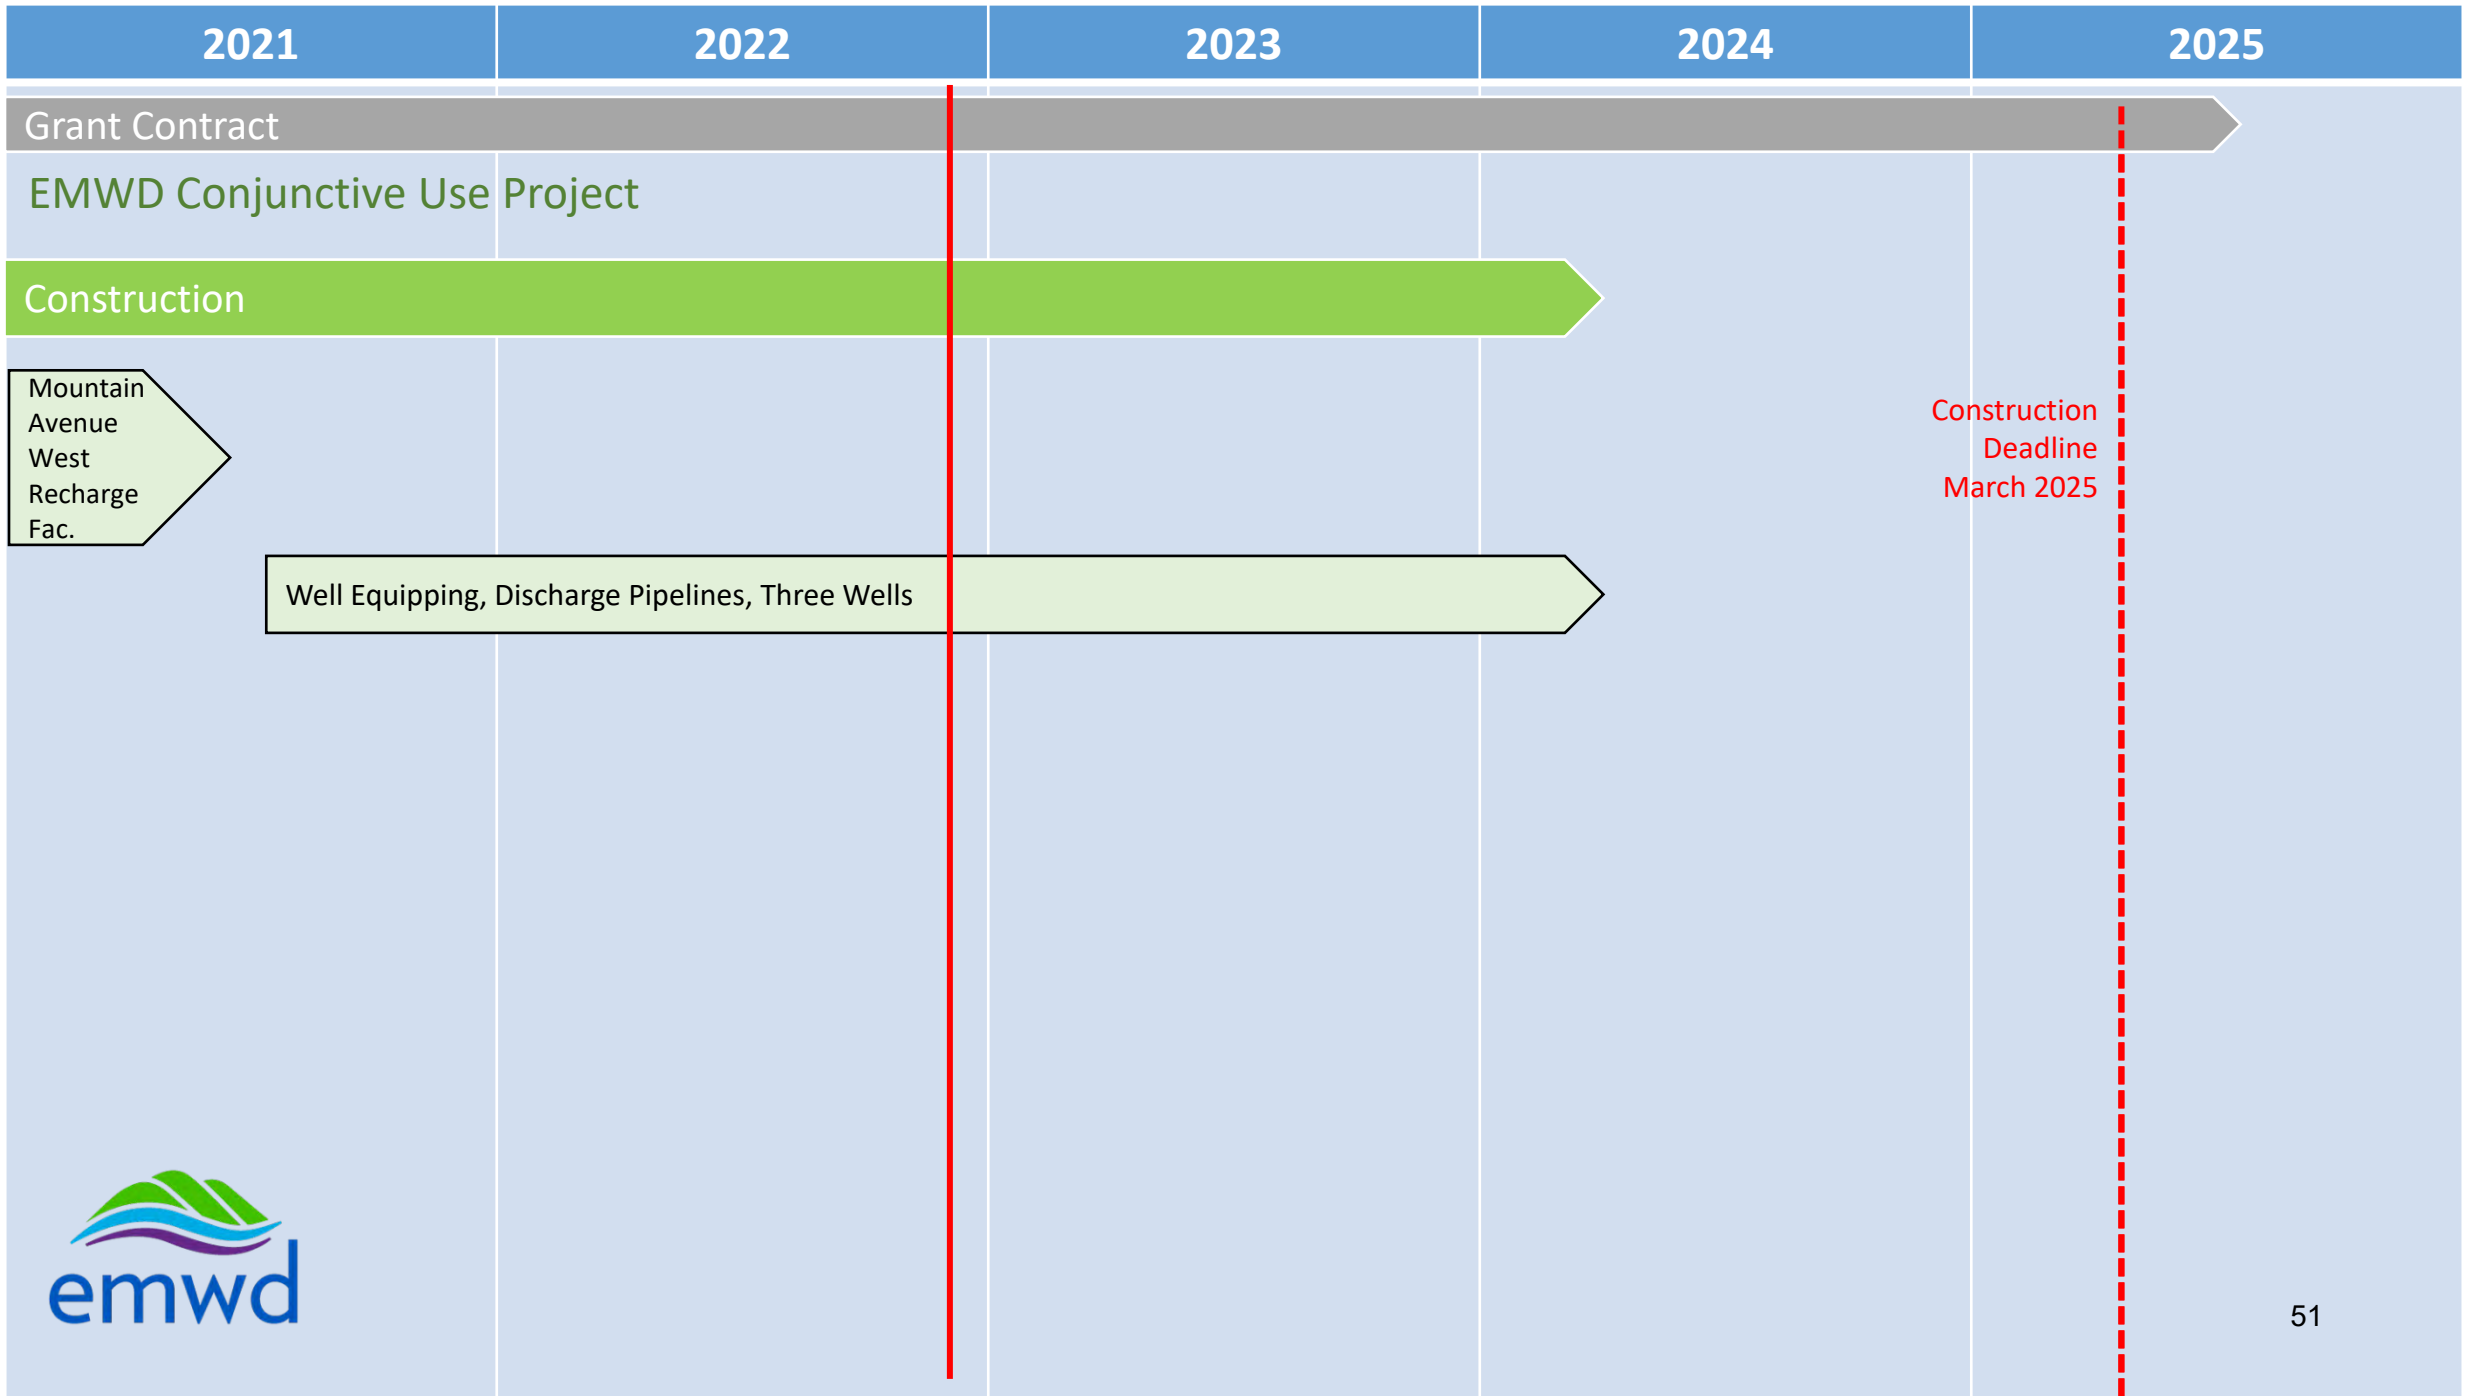 2021 2022 2023 2024 2025
Grant Contract
EMWD Conjunctive Use Project
Construction
Mountain
Avenue
West
Recharge
Fac.
Construction
Deadline
March 2025
Well Equipping, Discharge Pipelines, Three Wells
emwd
51